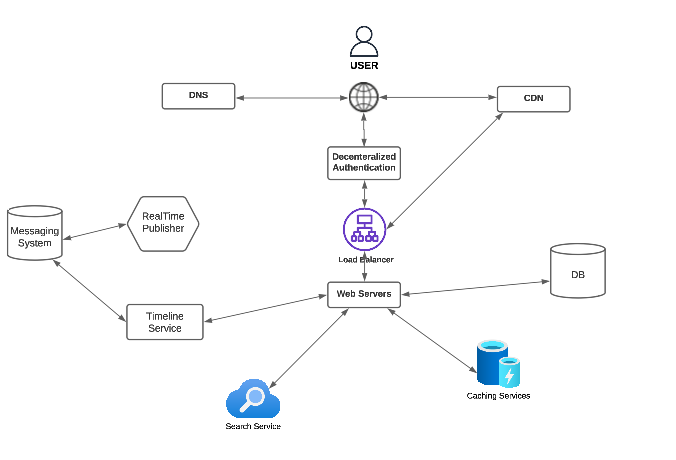 USER
DNS
CDN
Decenteralized
Authentication
RealTime
Publisher
Messaging
System
Load Balancer
DB
Web Servers
Timeline
Service
Caching Services
Search Service